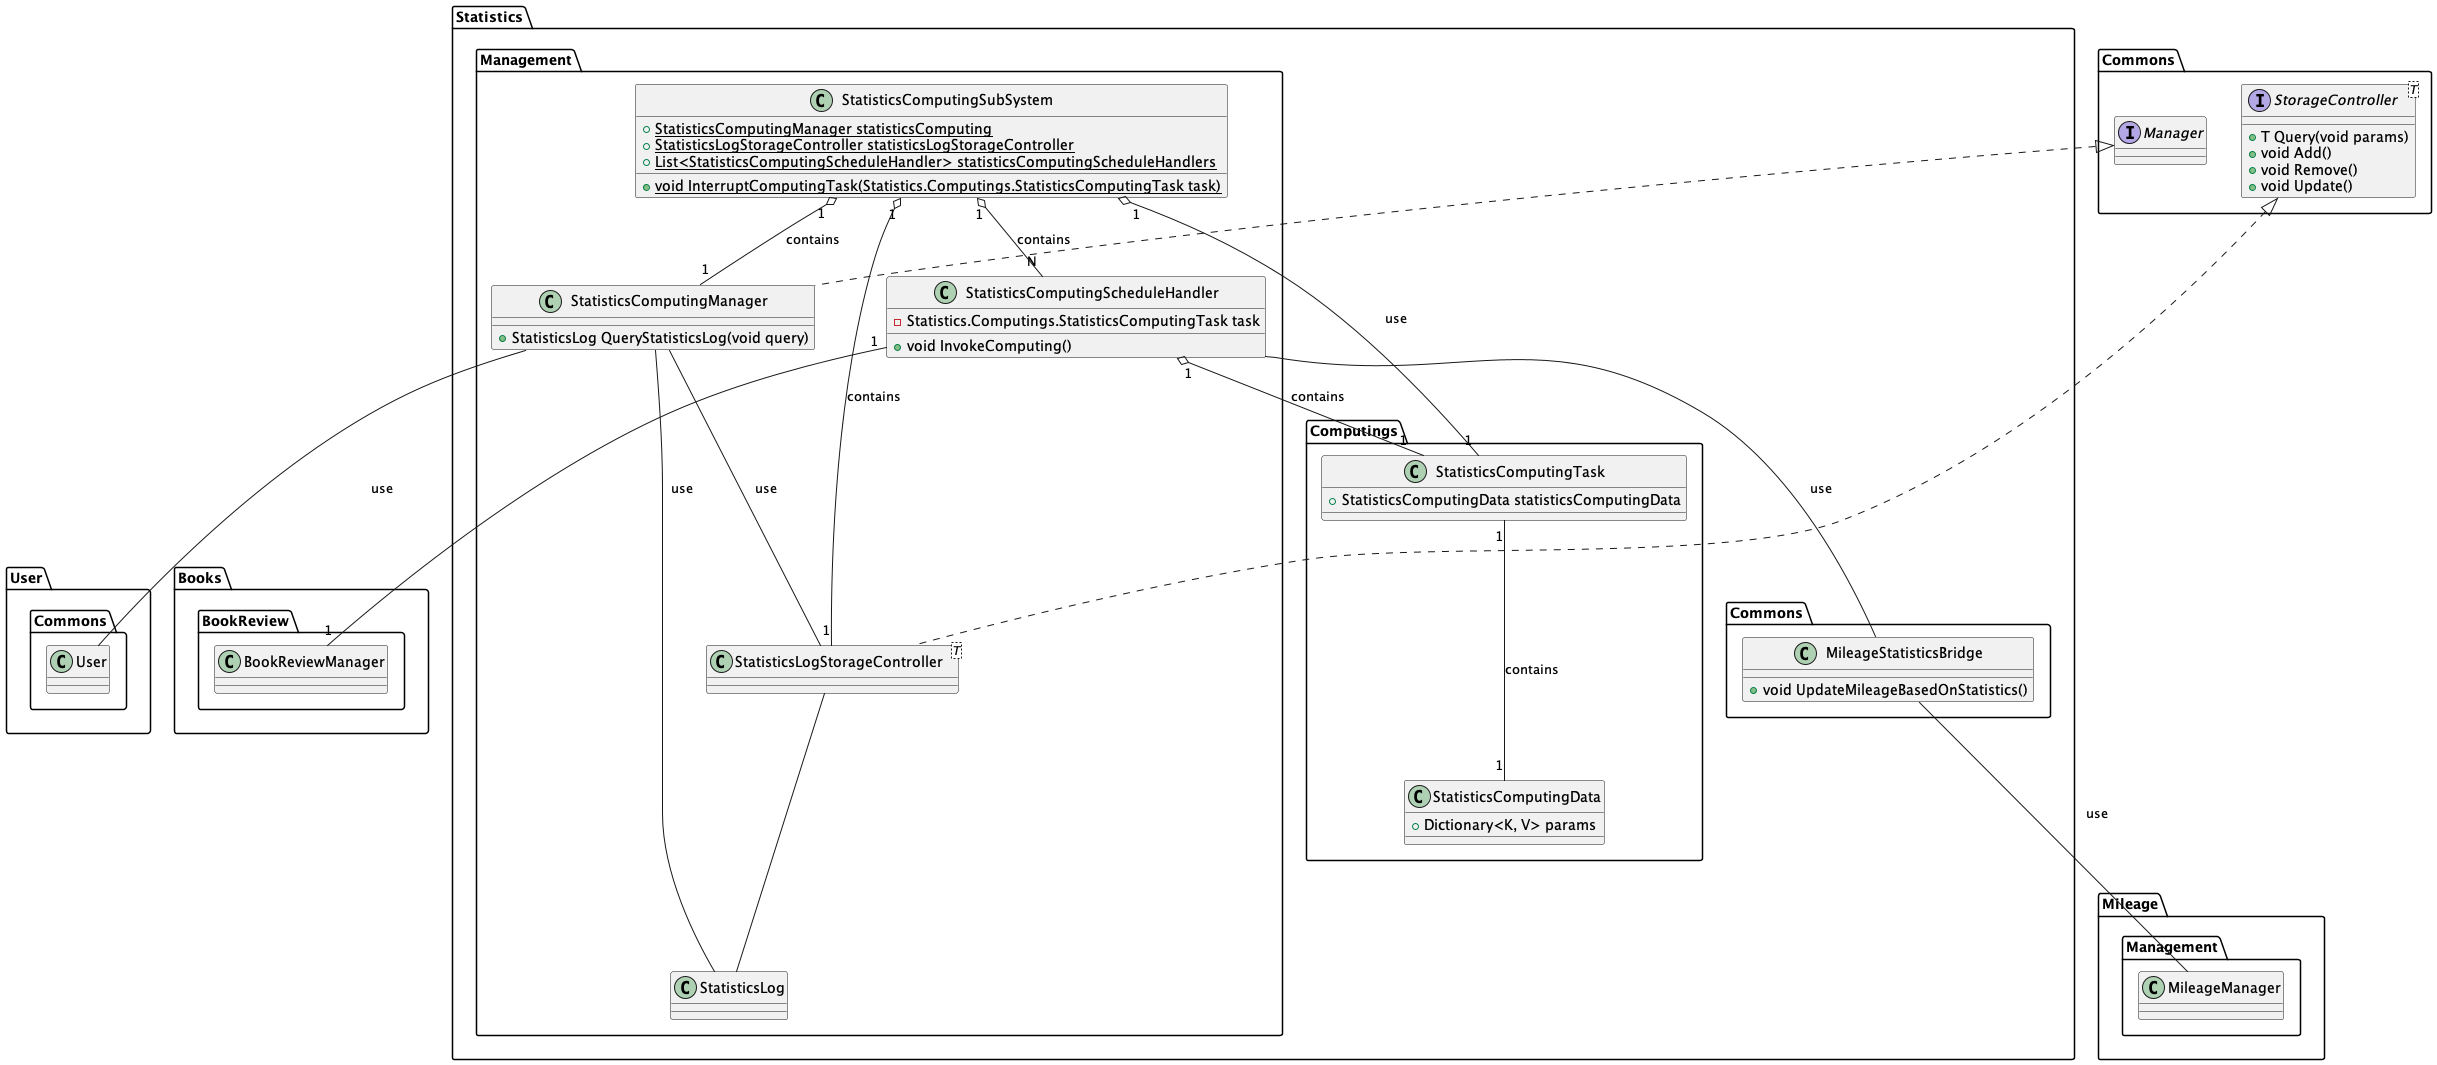 Statistics
Management
C StatisticsComputingSubSystem
StatisticsComputingManager statisticsComputing
StatisticsLogStorageController statisticsLogStorageController
List<StatisticsComputingScheduleHandler> statisticsComputingScheduleHandlers
void InterruptComputingTask(Statistics.Computings.StatisticsComputingTask task)
Commons
I Manager
I StorageController
T
T Query(void params)
void Add()
void Remove()
void Update()
1
1
1
1
contains
contains
1
N
C StatisticsComputingManager
StatisticsLog QueryStatisticsLog(void query)
C StatisticsComputingScheduleHandler
Statistics.Computings.StatisticsComputingTask task
void InvokeComputing()
use
1
1
contains
contains
Computings
1
1
C StatisticsComputingTask
StatisticsComputingData statisticsComputingData
use
use
use
use
1
User
Commons
C User
Books
BookReview
1
C BookReviewManager
1
C StatisticsLogStorageController
T
contains
Commons
C MileageStatisticsBridge
void UpdateMileageBasedOnStatistics()
1
C StatisticsComputingData
Dictionary<K, V> params
use
Mileage
Management
C MileageManager
C StatisticsLog